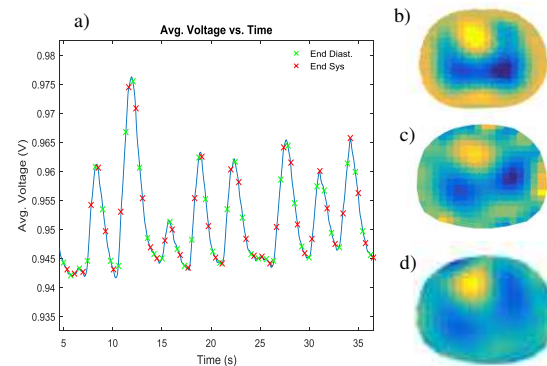 a)
Avg. Voltage vs. Time
End Diast.
End Sys
0.98
0.975
0.97
0.965
0.96
0.955
0.95
0.945
0.94
0.935
Avg. Voltage (V)
5 10 15 20 25 30 35
Time (s)
b)
c)
d)